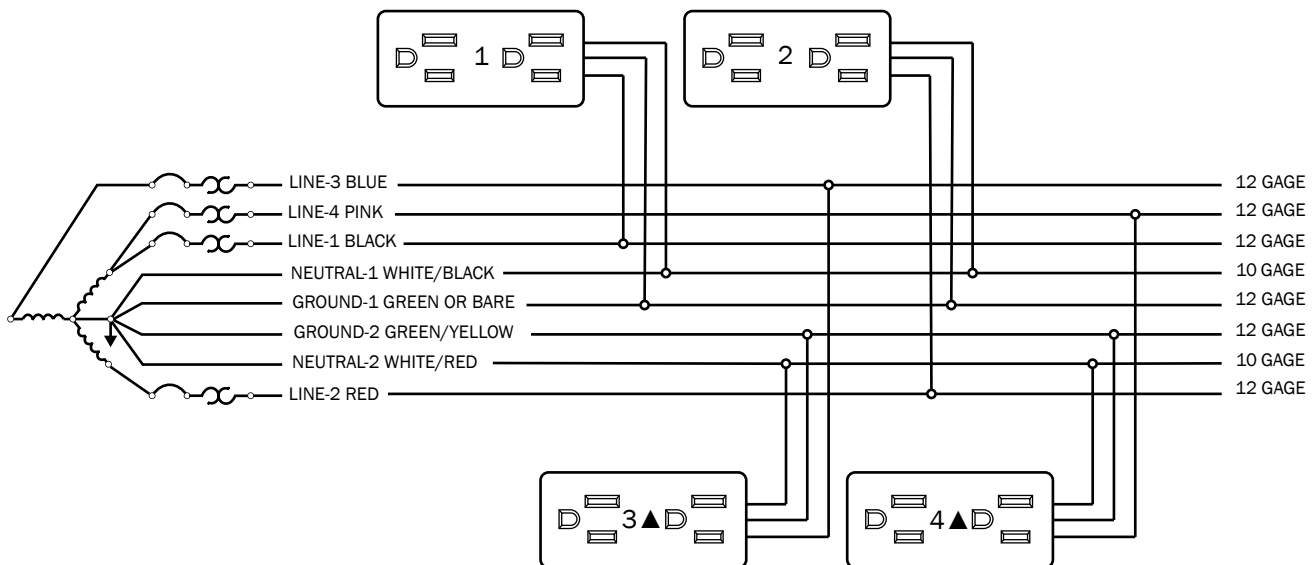 1
2
LINE-3 BLUE
12 GAGE
LINE-4 PINK
12 GAGE
LINE-1 BLACK
12 GAGE
NEUTRAL-1 WHITE/BLACK
10 GAGE
GROUND-1 GREEN OR BARE
12 GAGE
GROUND-2 GREEN/YELLOW
12 GAGE
NEUTRAL-2 WHITE/RED
10 GAGE
LINE-2 RED
12 GAGE
3▲
4▲